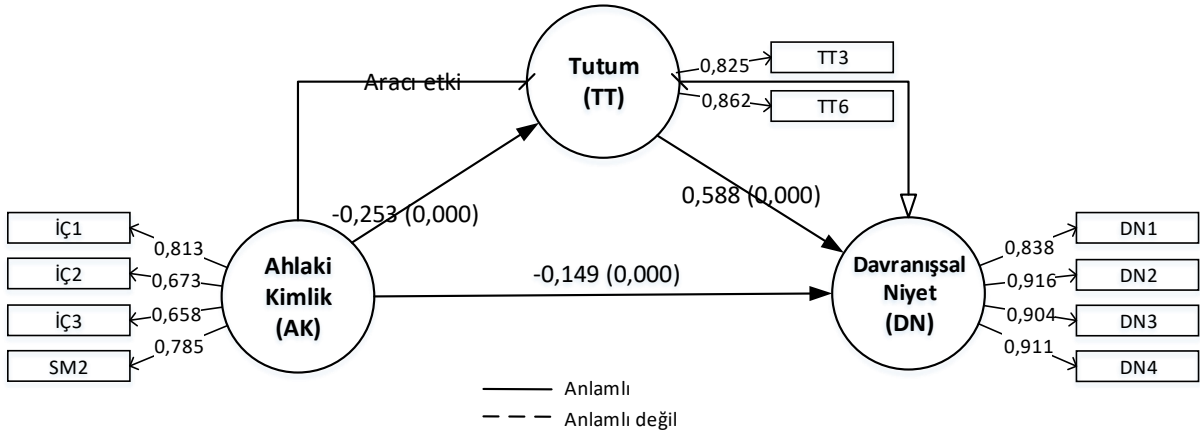 Tutum
(TT)
0,825
TT3
0,862
TT6
Aracı etki
-0,253 (0,000)
0,588 (0,000)
-0,149 (0,000)
İÇ1
İÇ2
İÇ3
SM2
0,813
0,673
0,658
0,785
Ahlaki
Kimlik
(AK)
Davranışsal
Niyet
(DN)
0,838
0,916
0,904
0,911
DN1
DN2
DN3
DN4
Anlamlı
Anlamlı değil